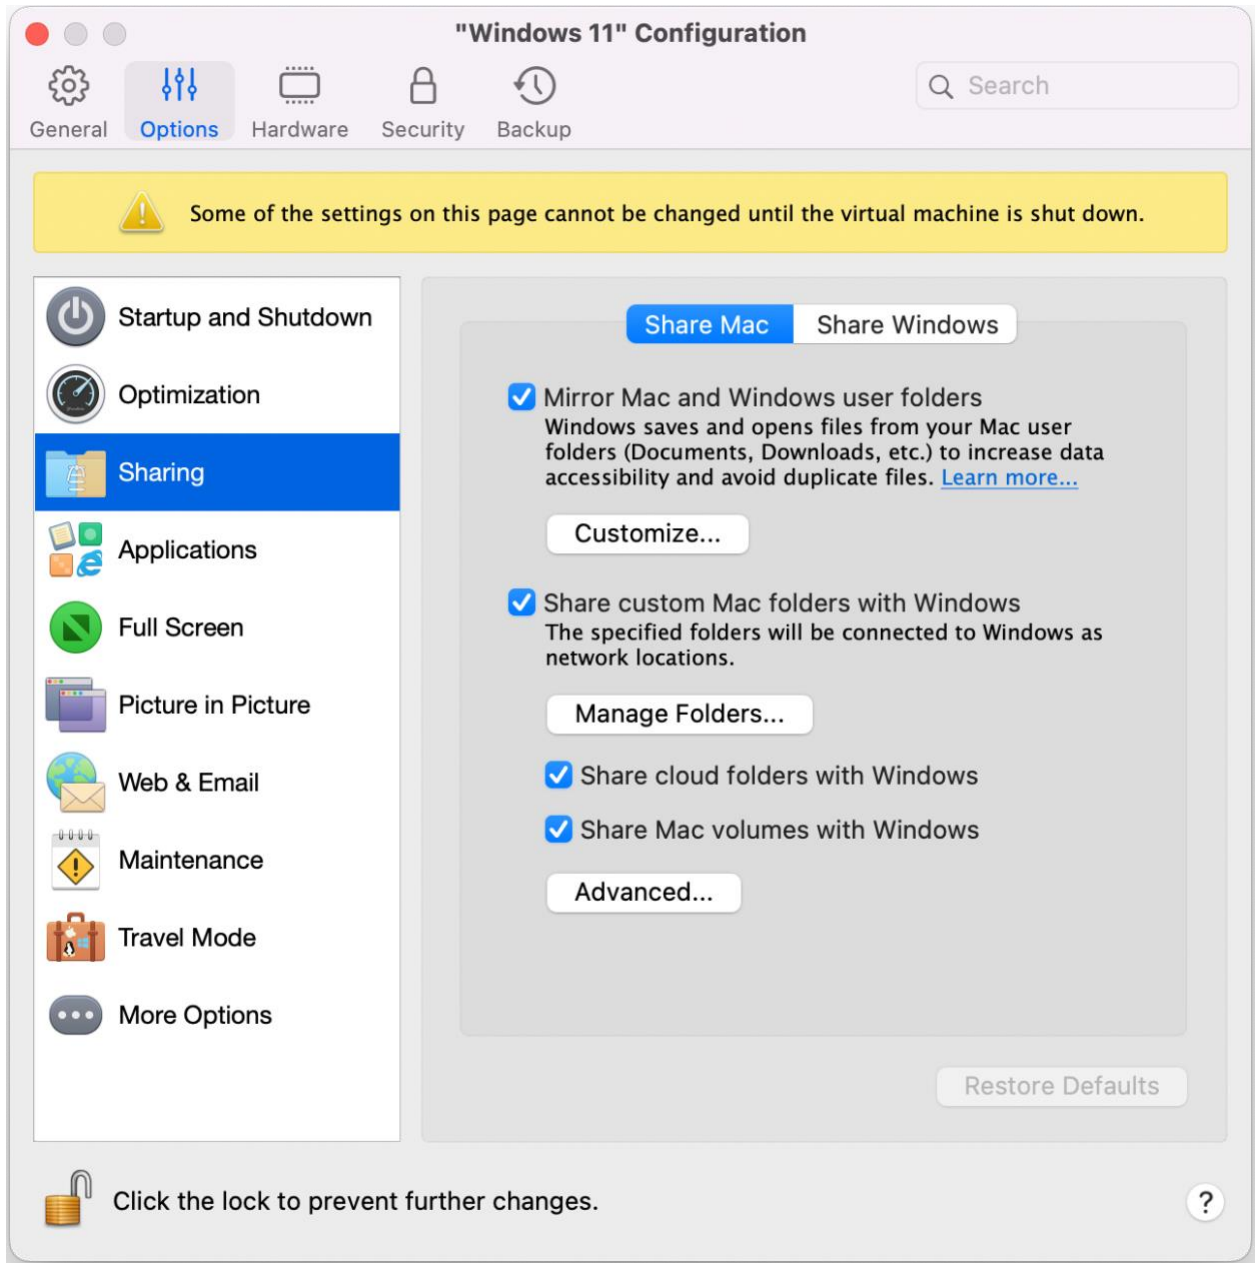 "Windows 11" Configuration
General
Options
Hardware
Security
Backup
Search
Some of the settings on this page cannot be changed until the virtual machine is shut down.
Startup and Shutdown
Optimization
Sharing
Applications
Full Screen
Picture in Picture
Web & Email
Maintenance
Travel Mode
More Options
Share Mac
Share Windows
Mirror Mac and Windows user folders
Windows saves and opens files from your Mac user
folders (Documents, Downloads, etc.) to increase data
accessibility and avoid duplicate files. Learn more...
Customize...
Share custom Mac folders with Windows
The specified folders will be connected to Windows as
network locations.
Manage Folders...
Share cloud folders with Windows
Share Mac volumes with Windows
Advanced...
Restore Defaults
Click the lock to prevent further changes.
?